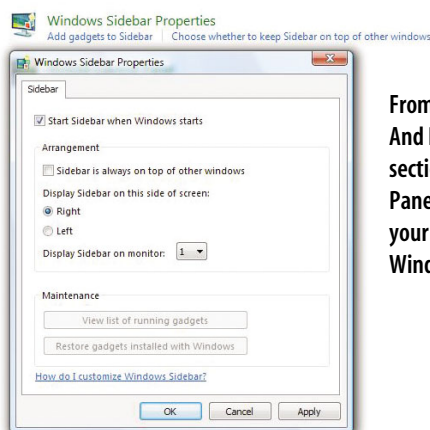 Windows Sidebar Properties
Add gadgets to Sidebar | Choose whether to keep Sidebar on top of other windows
Windows Sidebar Properties
Sidebar
Start Sidebar when Windows starts
Arrangement
Sidebar is always on top of other windows
Display Sidebar on this side of screen:
Right
Left
Display Sidebar on monitor: 1
Maintenance
View list of running gadgets
Restore gadgets installed with Windows
How do I customize Windows Sidebar?
OK Cancel Apply
From
And
secti
Pane
your
Wind